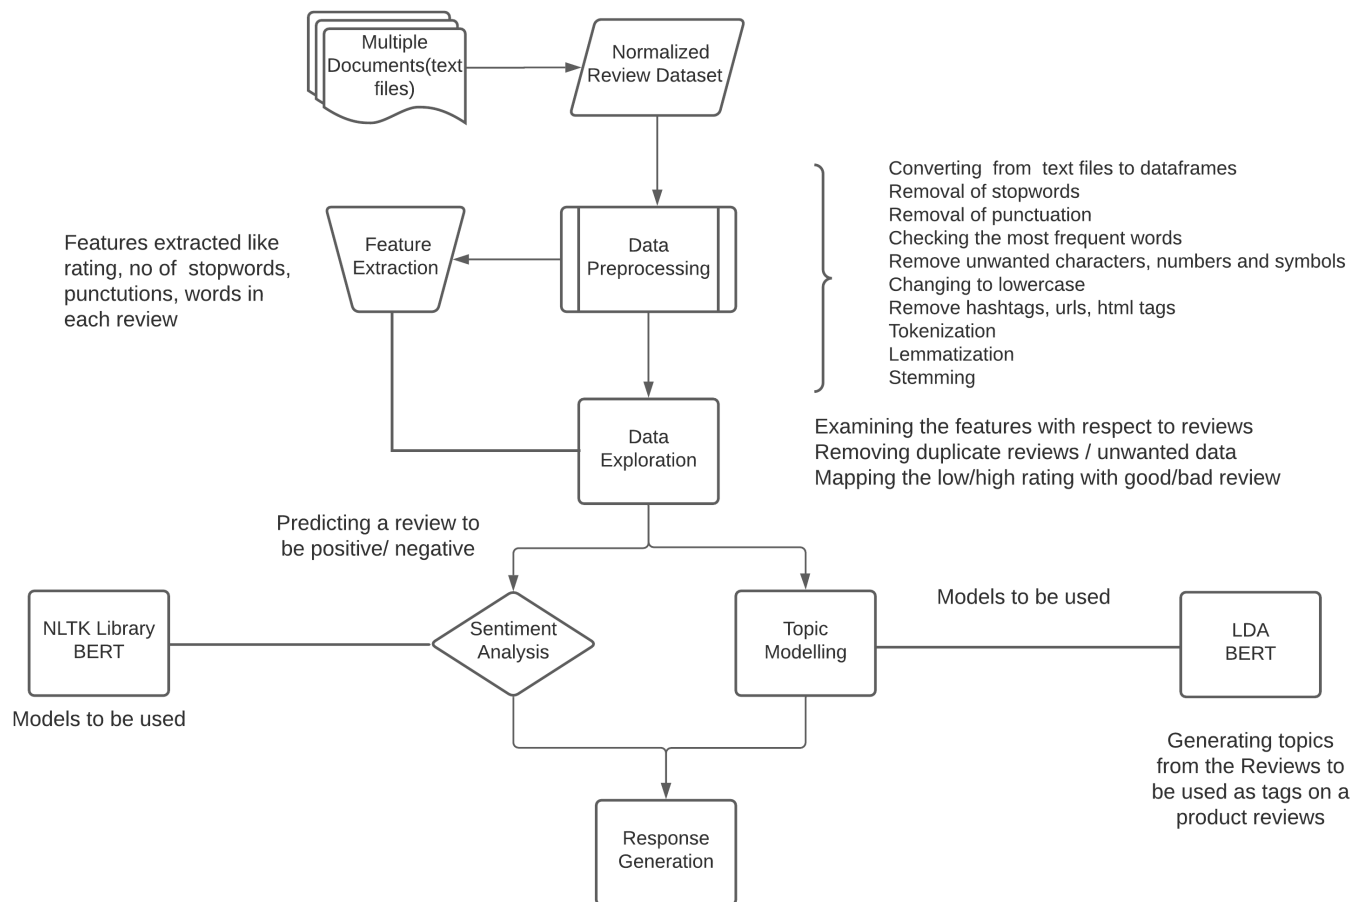 Multiple
Documents(text
files)
Normalized
Review Dataset
Converting  from  text files to dataframes
Removal of stopwords
Removal of punctuation
Checking the most frequent words
Remove unwanted characters, numbers and symbols
Changing to lowercase
Remove hashtags, urls, html tags
Tokenization
Lemmatization
Stemming
Features extracted like
rating, no of  stopwords,
punctutions, words in
each review
Feature
Extraction
Data
Preprocessing
Data
Exploration
Examining the features with respect to reviews
Removing duplicate reviews / unwanted data
Mapping the low/high rating with good/bad review
Predicting a review to
be positive/ negative
NLTK Library
BERT
Models to be used
Sentiment
Analysis
Topic
Modelling
Models to be used
LDA
BERT
Generating topics
from the Reviews to
be used as tags on a
product reviews
Response
Generation